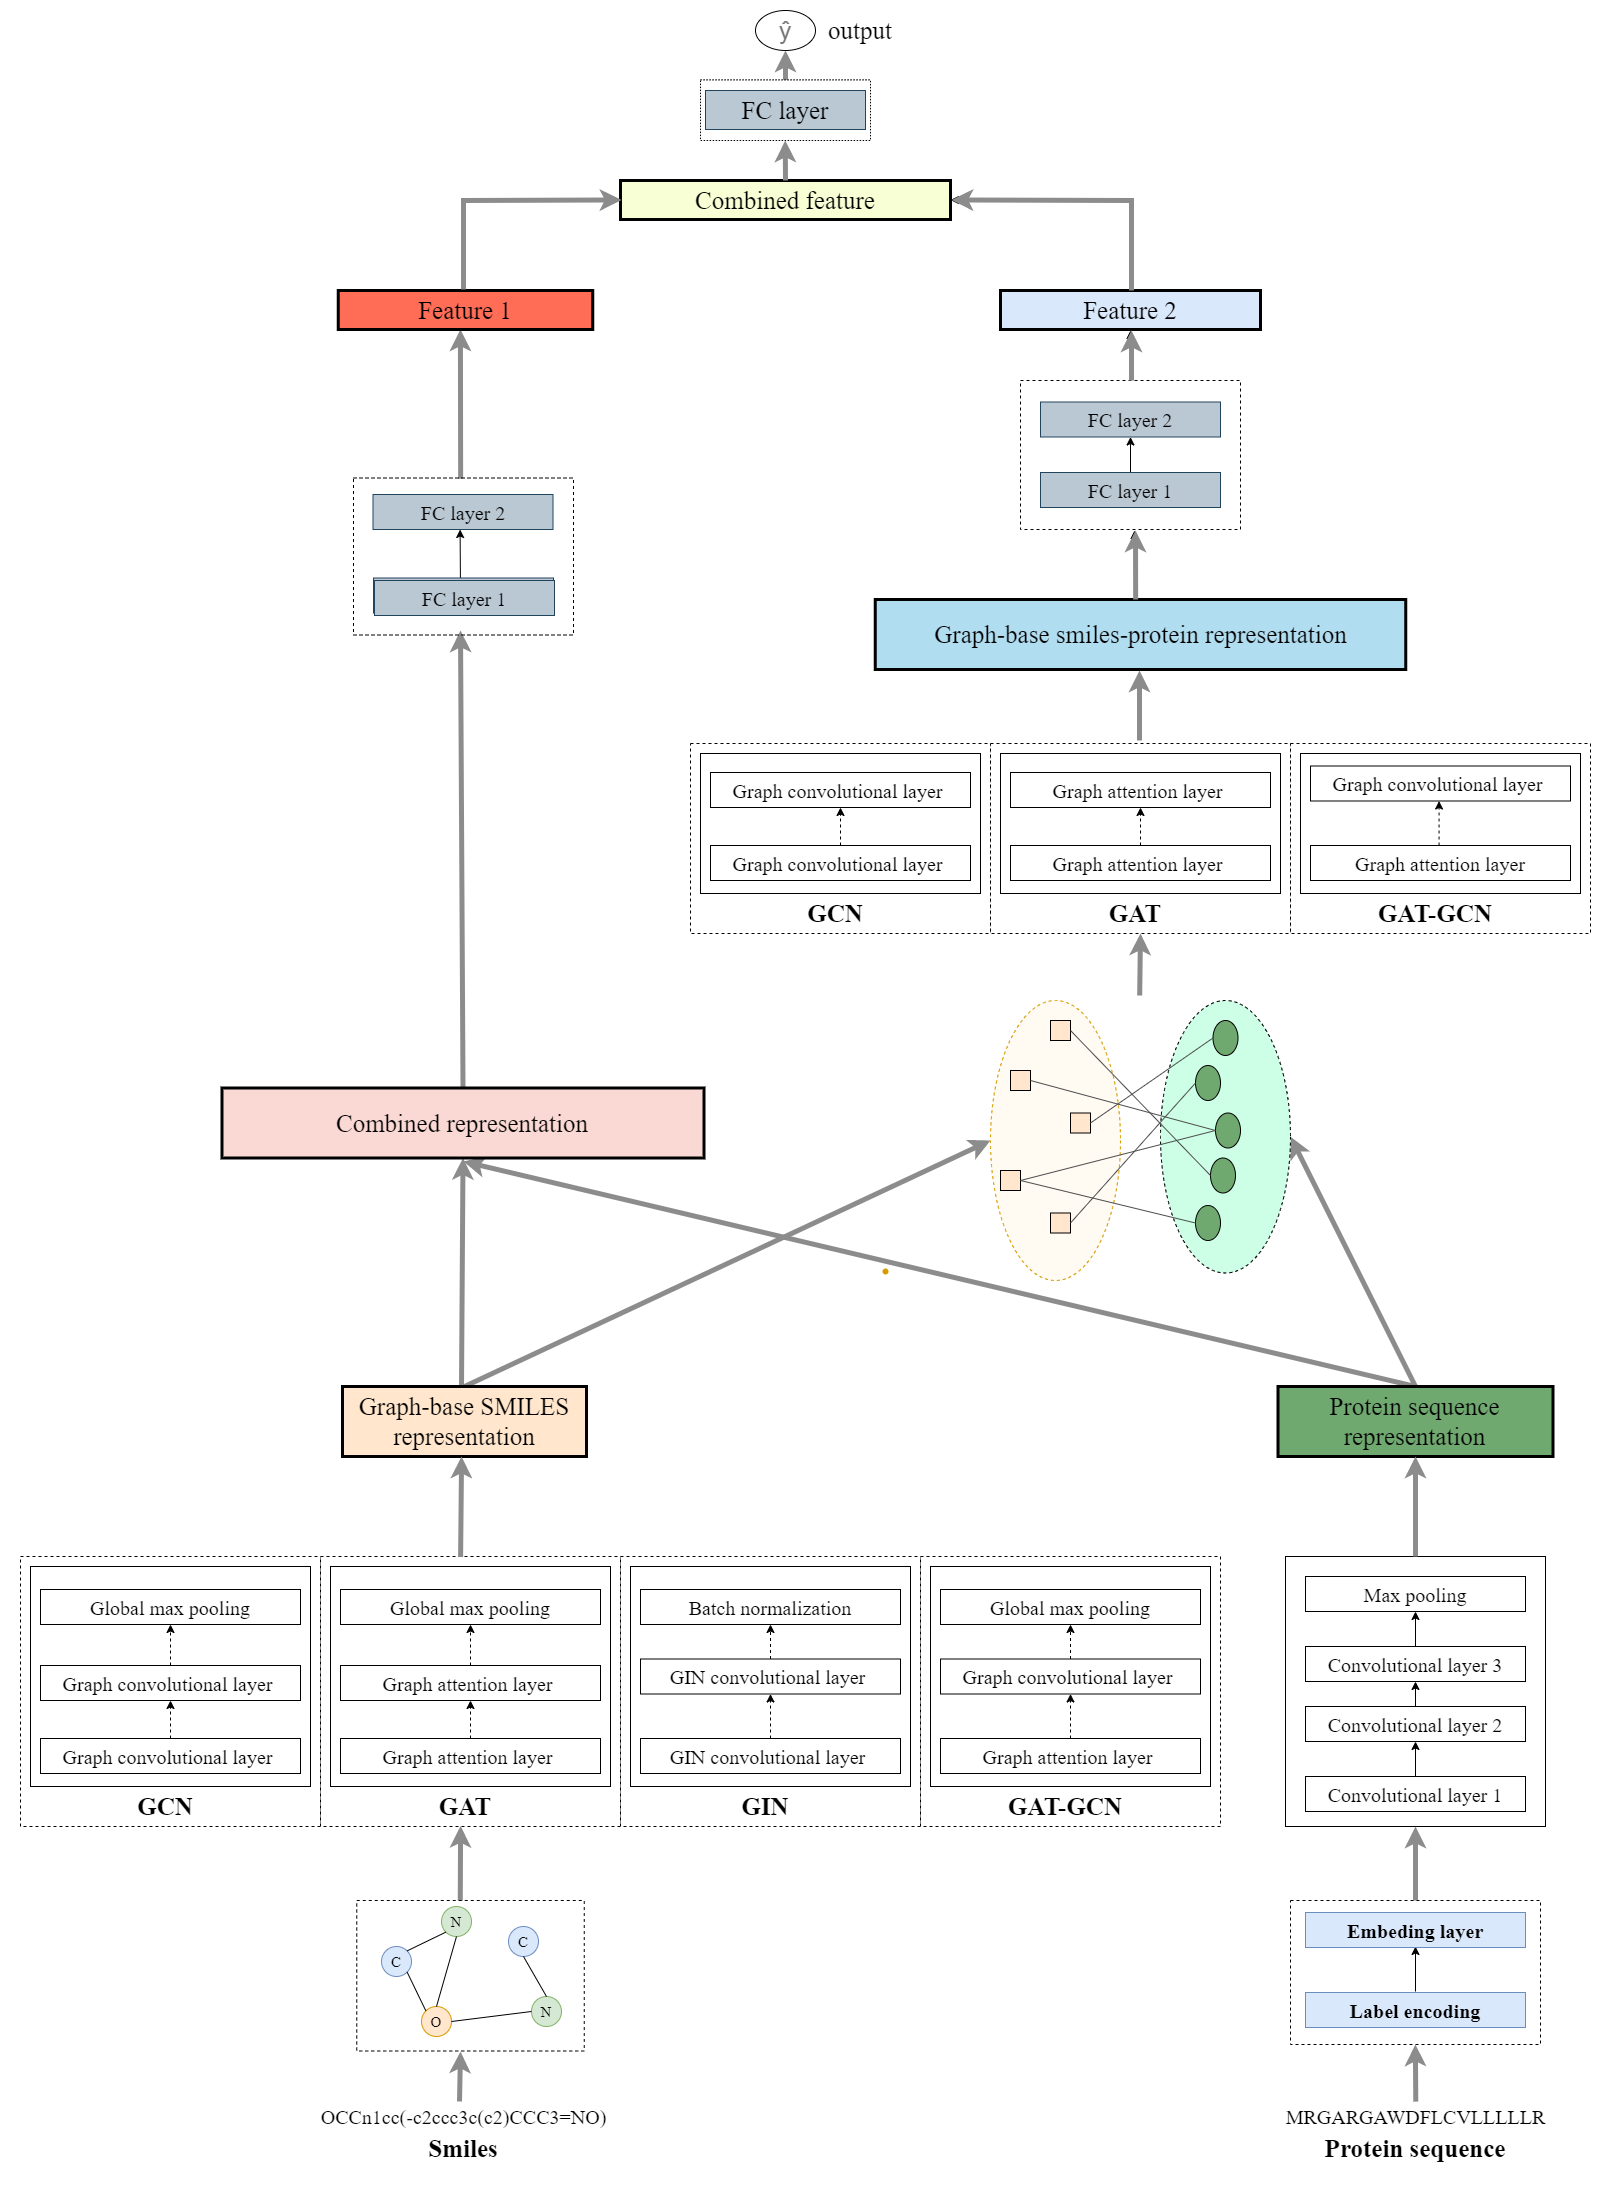 ŷ output
FC layer
Combined feature
Feature 1
Feature 2
FC layer 2
FC layer 1
FC layer 2
FC layer 1
Graph-base smiles-protein representation
Graph convolutional layer
Graph convolutional layer
GCN
Graph attention layer
Graph attention layer
GAT
Graph convolutional layer
Graph attention layer
GAT-GCN
Combined representation
Graph-base SMILES
representation
Protein sequence
representation
Global max pooling
Graph convolutional layer
Graph convolutional layer
GCN
Global max pooling
Graph attention layer
Graph attention layer
GAT
Batch normalization
GIN convolutional layer
GIN convolutional layer
GIN
Global max pooling
Graph convolutional layer
Graph attention layer
GAT-GCN
Max pooling
Convolutional layer 3
Convolutional layer 2
Convolutional layer 1
N
C
C
O
N
Embeding layer
Label encoding
OCCn1cc(-c2ccc3c(c2)CCC3=NO)
Smiles
MRGARGAWDFLCVLLLLLR
Protein sequence